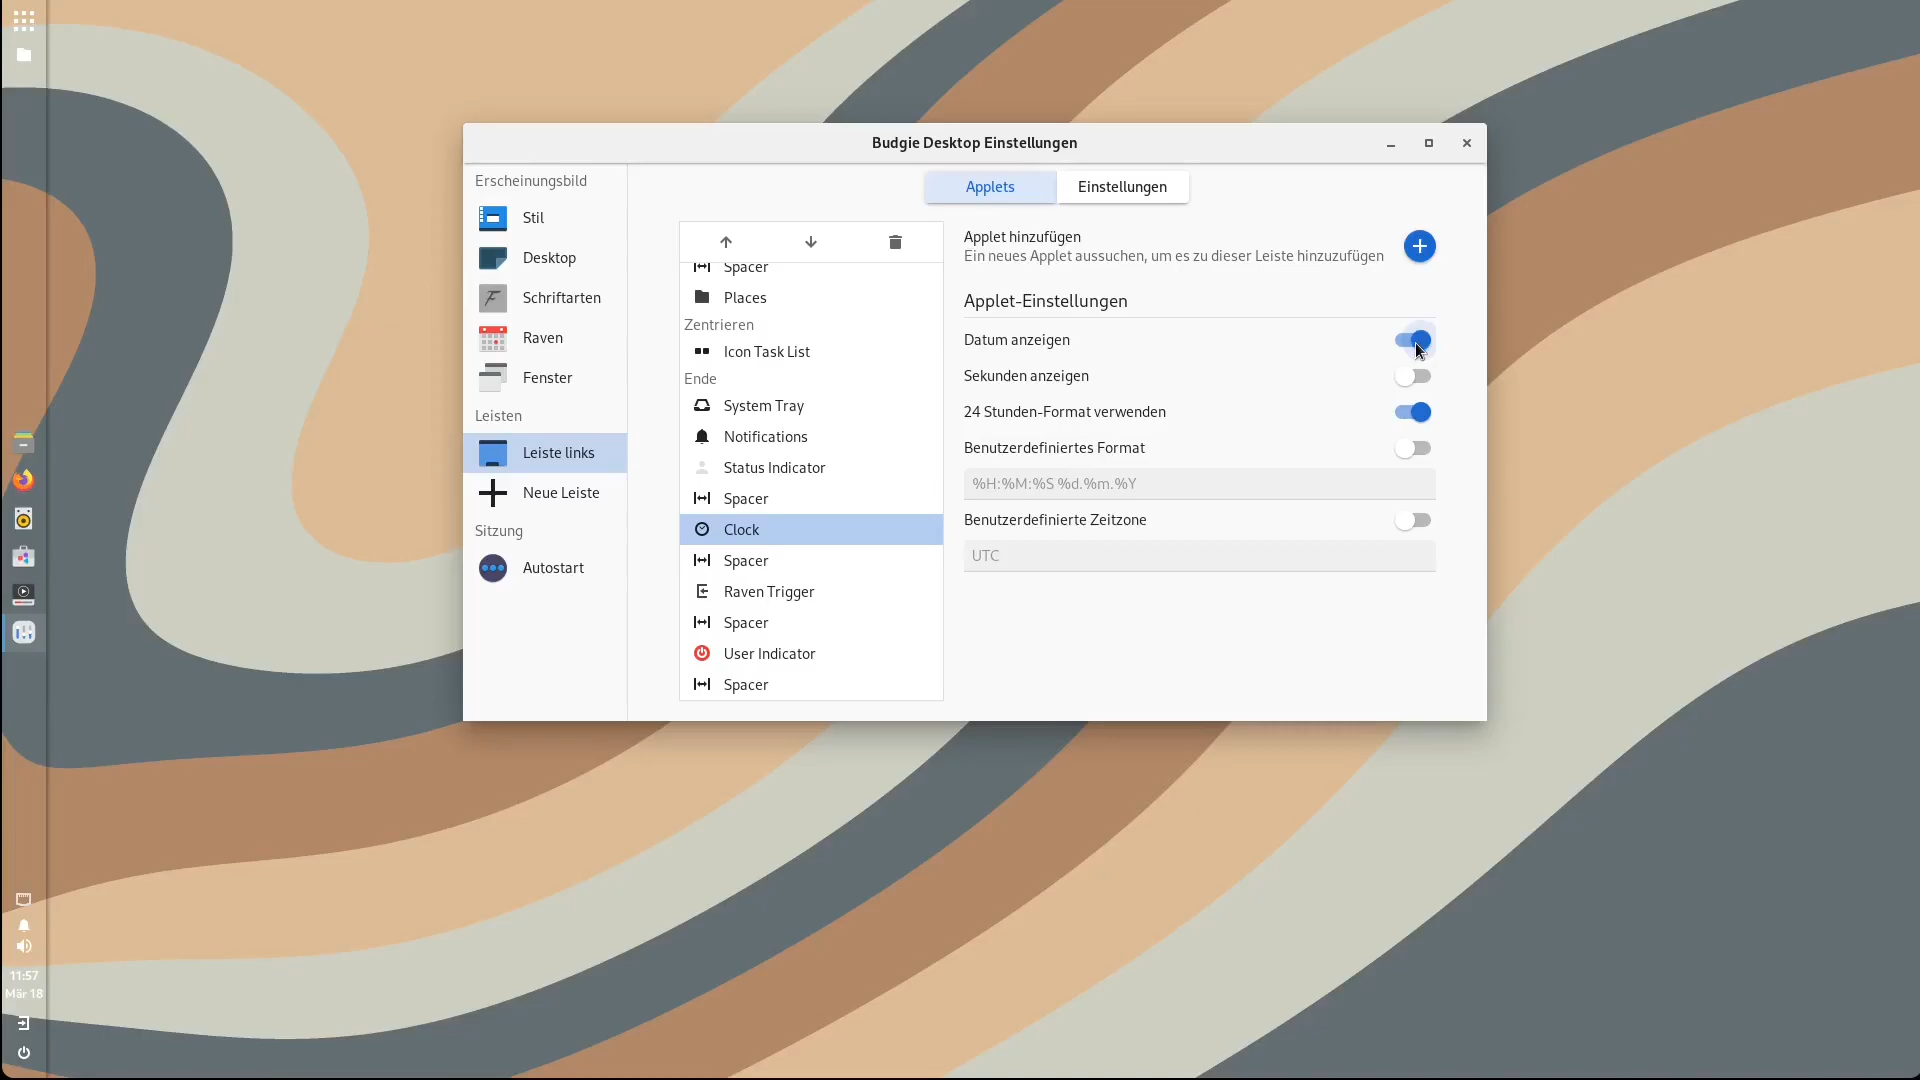 Budgie Desktop Einstellungen
Erscheinungsbild
Stil
Desktop
Schriftarten
Raven
Fenster
Leisten
Leiste links
Neue Leiste
Sitzung
Autostart
Applets
Einstellungen
Spacer
Places
Zentrieren
Icon Task List
Ende
System Tray
Notifications
Status Indicator
Spacer
Clock
Spacer
Raven Trigger
Spacer
User Indicator
Spacer
Applet hinzufügen
Ein neues Applet aussuchen, um es zu dieser Leiste hinzuzufügen
Applet-Einstellungen
Datum anzeigen
Sekunden anzeigen
24 Stunden-Format verwenden
Benutzerdefiniertes Format
%H:%M:%S %d.%m.%Y
Benutzerdefinierte Zeitzone
UTC
11:57
Mär 18